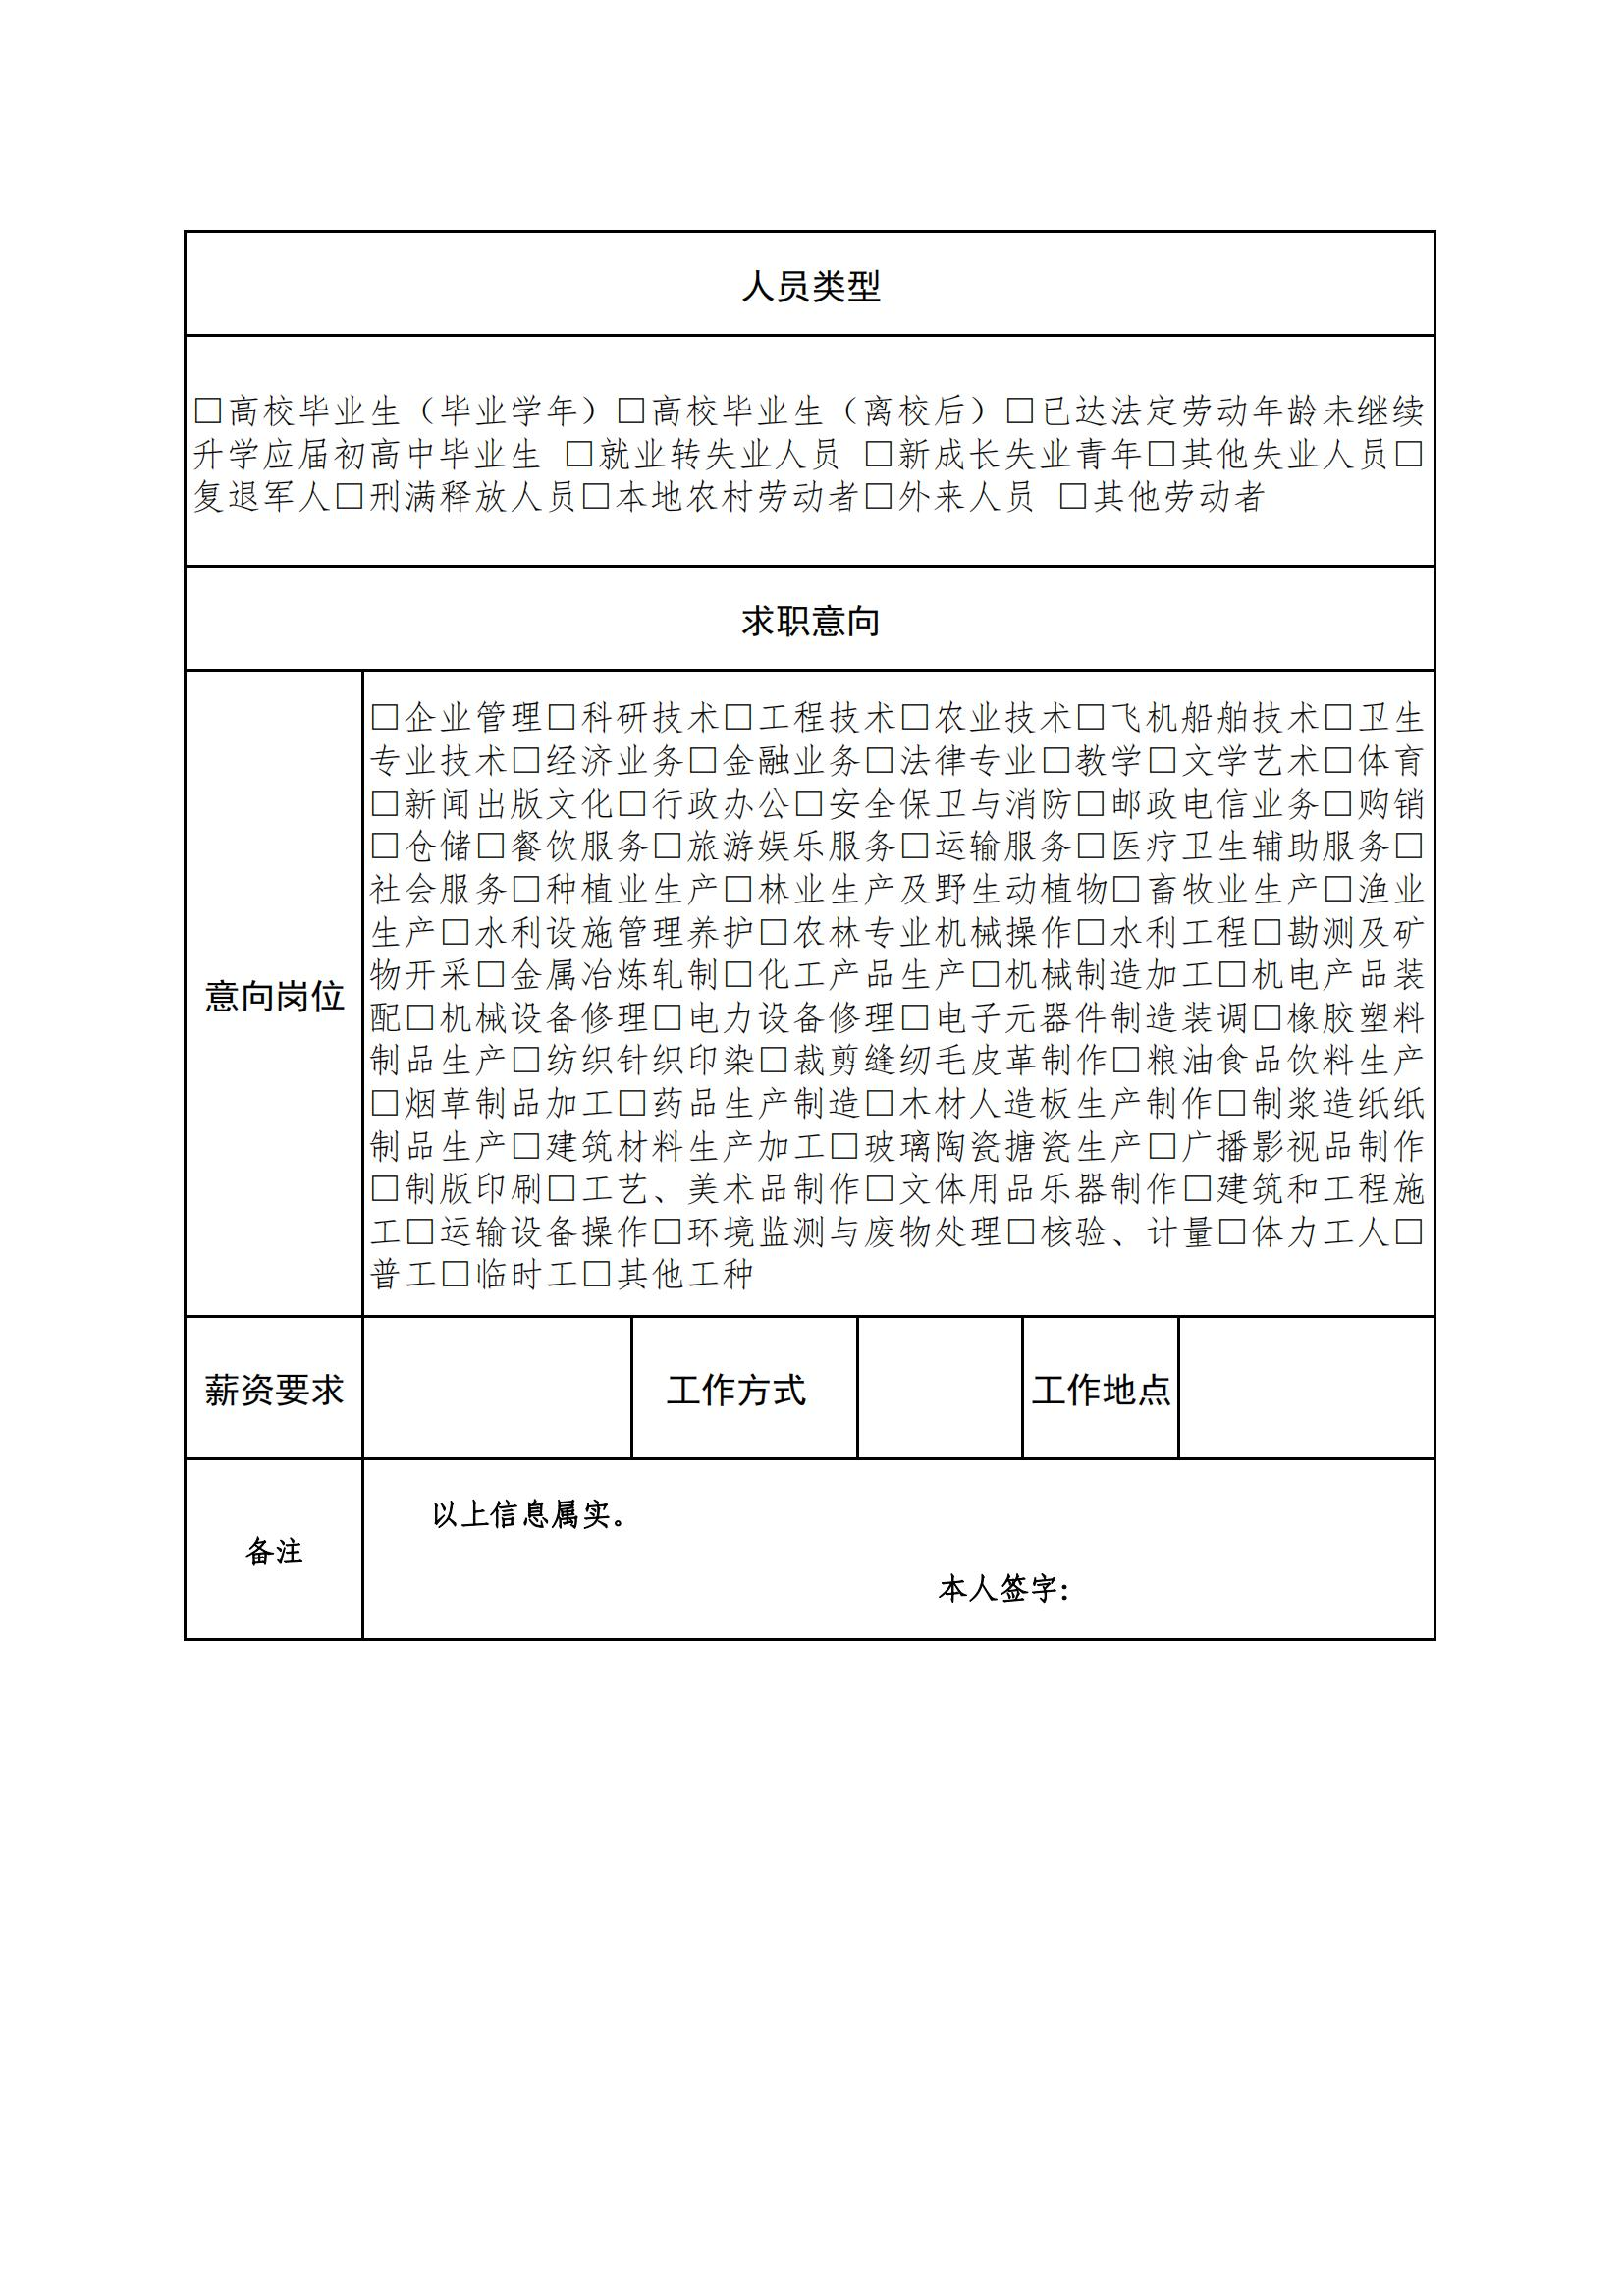 人员类型
□高校毕业生（毕业学年）□高校毕业生（离校后）□已达法定劳动年龄未继续
升学应届初高中毕业生 □就业转失业人员 □新成长失业青年□其他失业人员□
复退军人□刑满释放人员□本地农村劳动者□外来人员 □其他劳动者
求职意向
意向岗位
□企业管理□科研技术□工程技术□农业技术□飞机船舶技术□卫生
专业技术□经济业务□金融业务□法律专业□教学□文学艺术□体育
□新闻出版文化□行政办公□安全保卫与消防□邮政电信业务□购销
□仓储□餐饮服务□旅游娱乐服务□运输服务□医疗卫生辅助服务□
社会服务□种植业生产□林业生产及野生动植物□畜牧业生产□渔业
生产□水利设施管理养护□农林专业机械操作□水利工程□勘测及矿
物开采□金属冶炼轧制□化工产品生产□机械制造加工□机电产品装
配□机械设备修理□电力设备修理□电子元器件制造装调□橡胶塑料
制品生产□纺织针织印染□裁剪缝纫毛皮革制作□粮油食品饮料生产
□烟草制品加工□药品生产制造□木材人造板生产制作□制浆造纸纸
制品生产□建筑材料生产加工□玻璃陶瓷搪瓷生产□广播影视品制作
□制版印刷□工艺、美术品制作□文体用品乐器制作□建筑和工程施
工□运输设备操作□环境监测与废物处理□核验、计量□体力工人□
普工□临时工□其他工种
薪资要求 工作方式 工作地点
备注
以上信息属实。
本人签字：